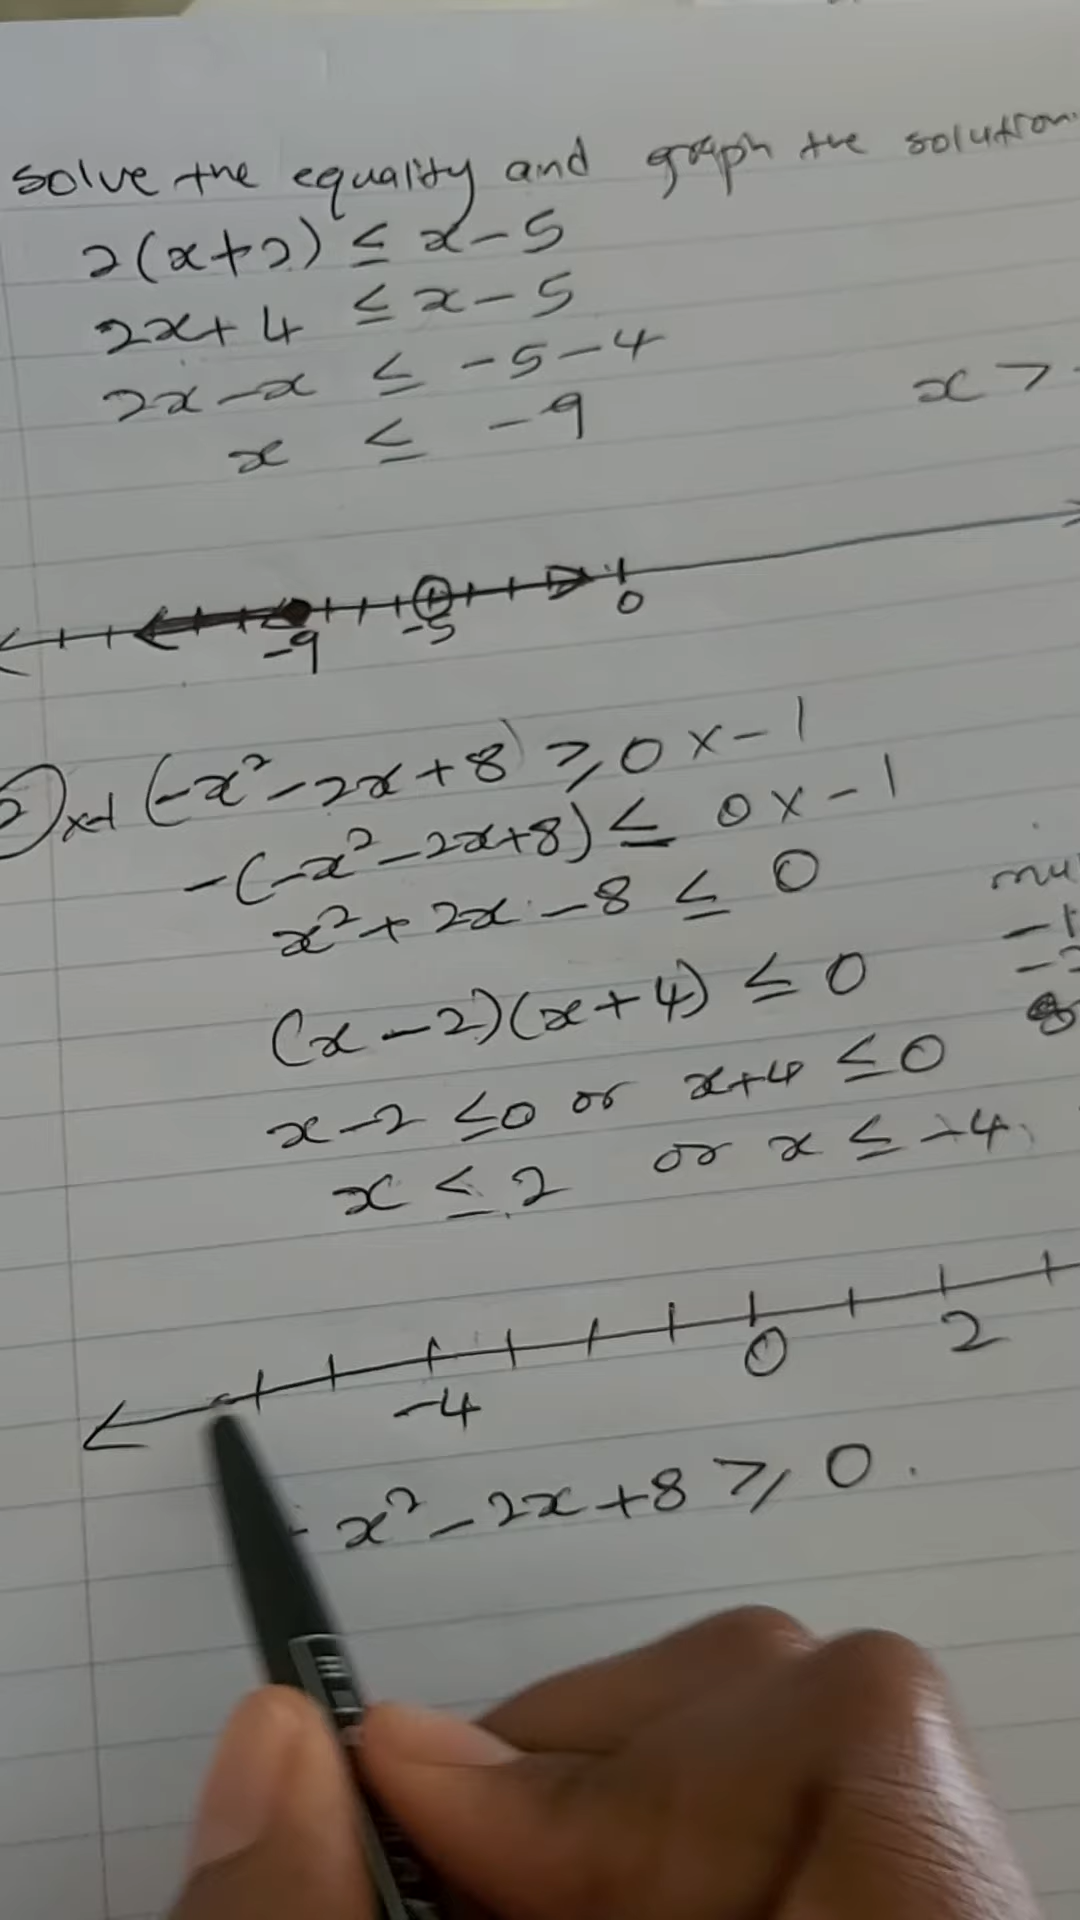 solve the equality and graph the solution.
2(x+2) ≤ x-5
2x+4 ≤ x-5
2x-x ≤ -5-4
x ≤ -9
x >
-9 -5 0
x-1 (-x²-2x+8) ≥ 0 x-1
-(-x²-2x+8) ≤ 0x-1
x²+2x-8 ≤ 0
(x-2)(x+4) ≤ 0
x-2 ≤0 or x+4 ≤0
x ≤ 2 or x ≤ -4.
-4 0 2
-x²-2x+8 ≥ 0.